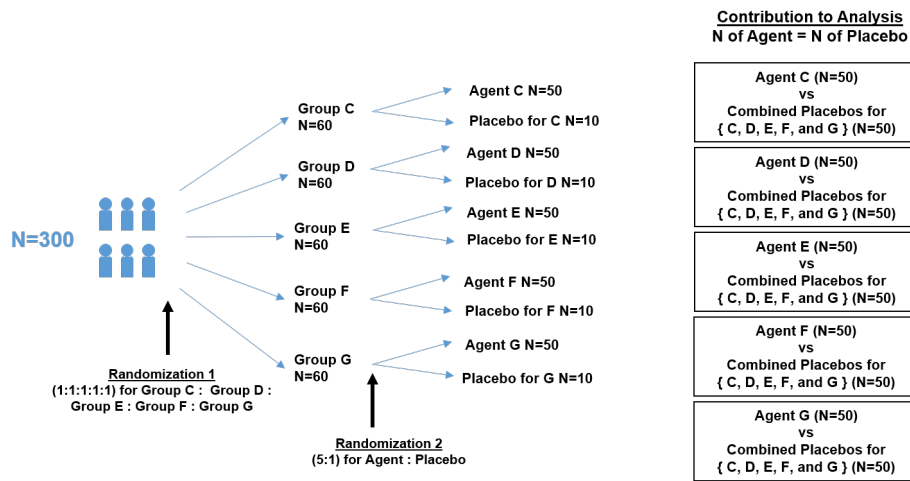 N=300
Randomization 1
(1:1:1:1:1) for Group C : Group D :
Group E : Group F : Group G
Group C
N=60
Group D
N=60
Group E
N=60
Group F
N=60
Group G
N=60
Randomization 2
(5:1) for Agent : Placebo
Agent C N=50
Placebo for C N=10
Agent D N=50
Placebo for D N=10
Agent E N=50
Placebo for E N=10
Agent F N=50
Placebo for F N=10
Agent G N=50
Placebo for G N=10
Contribution to Analysis
N of Agent = N of Placebo
Agent C (N=50)
vs
Combined Placebos for
{ C, D, E, F, and G } (N=50)
Agent D (N=50)
vs
Combined Placebos for
{ C, D, E, F, and G } (N=50)
Agent E (N=50)
vs
Combined Placebos for
{ C, D, E, F, and G } (N=50)
Agent F (N=50)
vs
Combined Placebos for
{ C, D, E, F, and G } (N=50)
Agent G (N=50)
vs
Combined Placebos for
{ C, D, E, F, and G } (N=50)